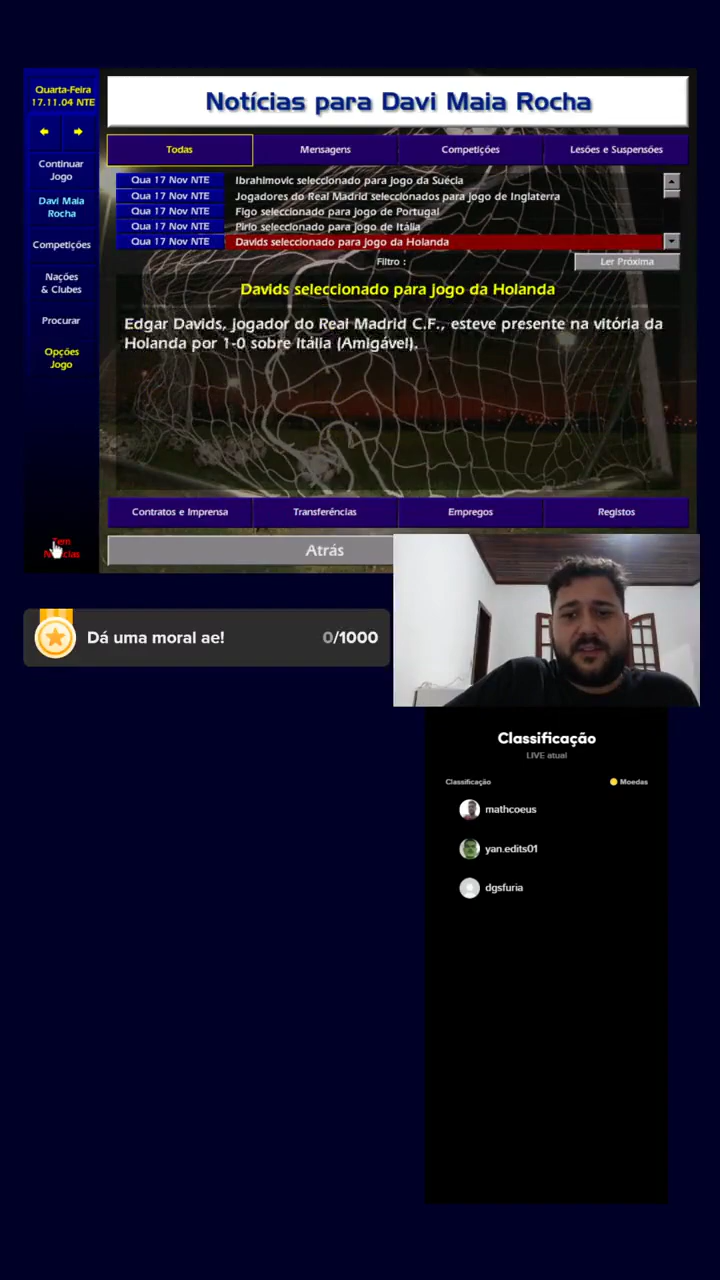 Quarta-Feira
17.11.04 NTE
Continuar
Jogo
Davi Maia
Rocha
Competições
Nações
& Clubes
Procurar
Opções
Jogo
Notícias para Davi Maia Rocha
Todas
Mensagens
Competições
Lesões e Suspensões
Qua 17 Nov NTE Ibrahimovic seleccionado para jogo da Suécia
Qua 17 Nov NTE Jogadores do Real Madrid seleccionados para jogo de Inglaterra
Qua 17 Nov NTE Figo seleccionado para jogo de Portugal
Qua 17 Nov NTE Pirlo seleccionado para jogo de Itália
Qua 17 Nov NTE Davids seleccionado para jogo da Holanda
Filtro :
Ler Próxima
Davids seleccionado para jogo da Holanda
Edgar Davids, jogador do Real Madrid C.F., esteve presente na vitória da
Holanda por 1-0 sobre Itália (Amigável).
Contratos e Imprensa
Transferências
Empregos
Registos
Atrás
Dá uma moral ae! 0/1000
Classificação
LIVE atual
Classificação Moedas
mathcoeus
yan.edits01
dgsfuria